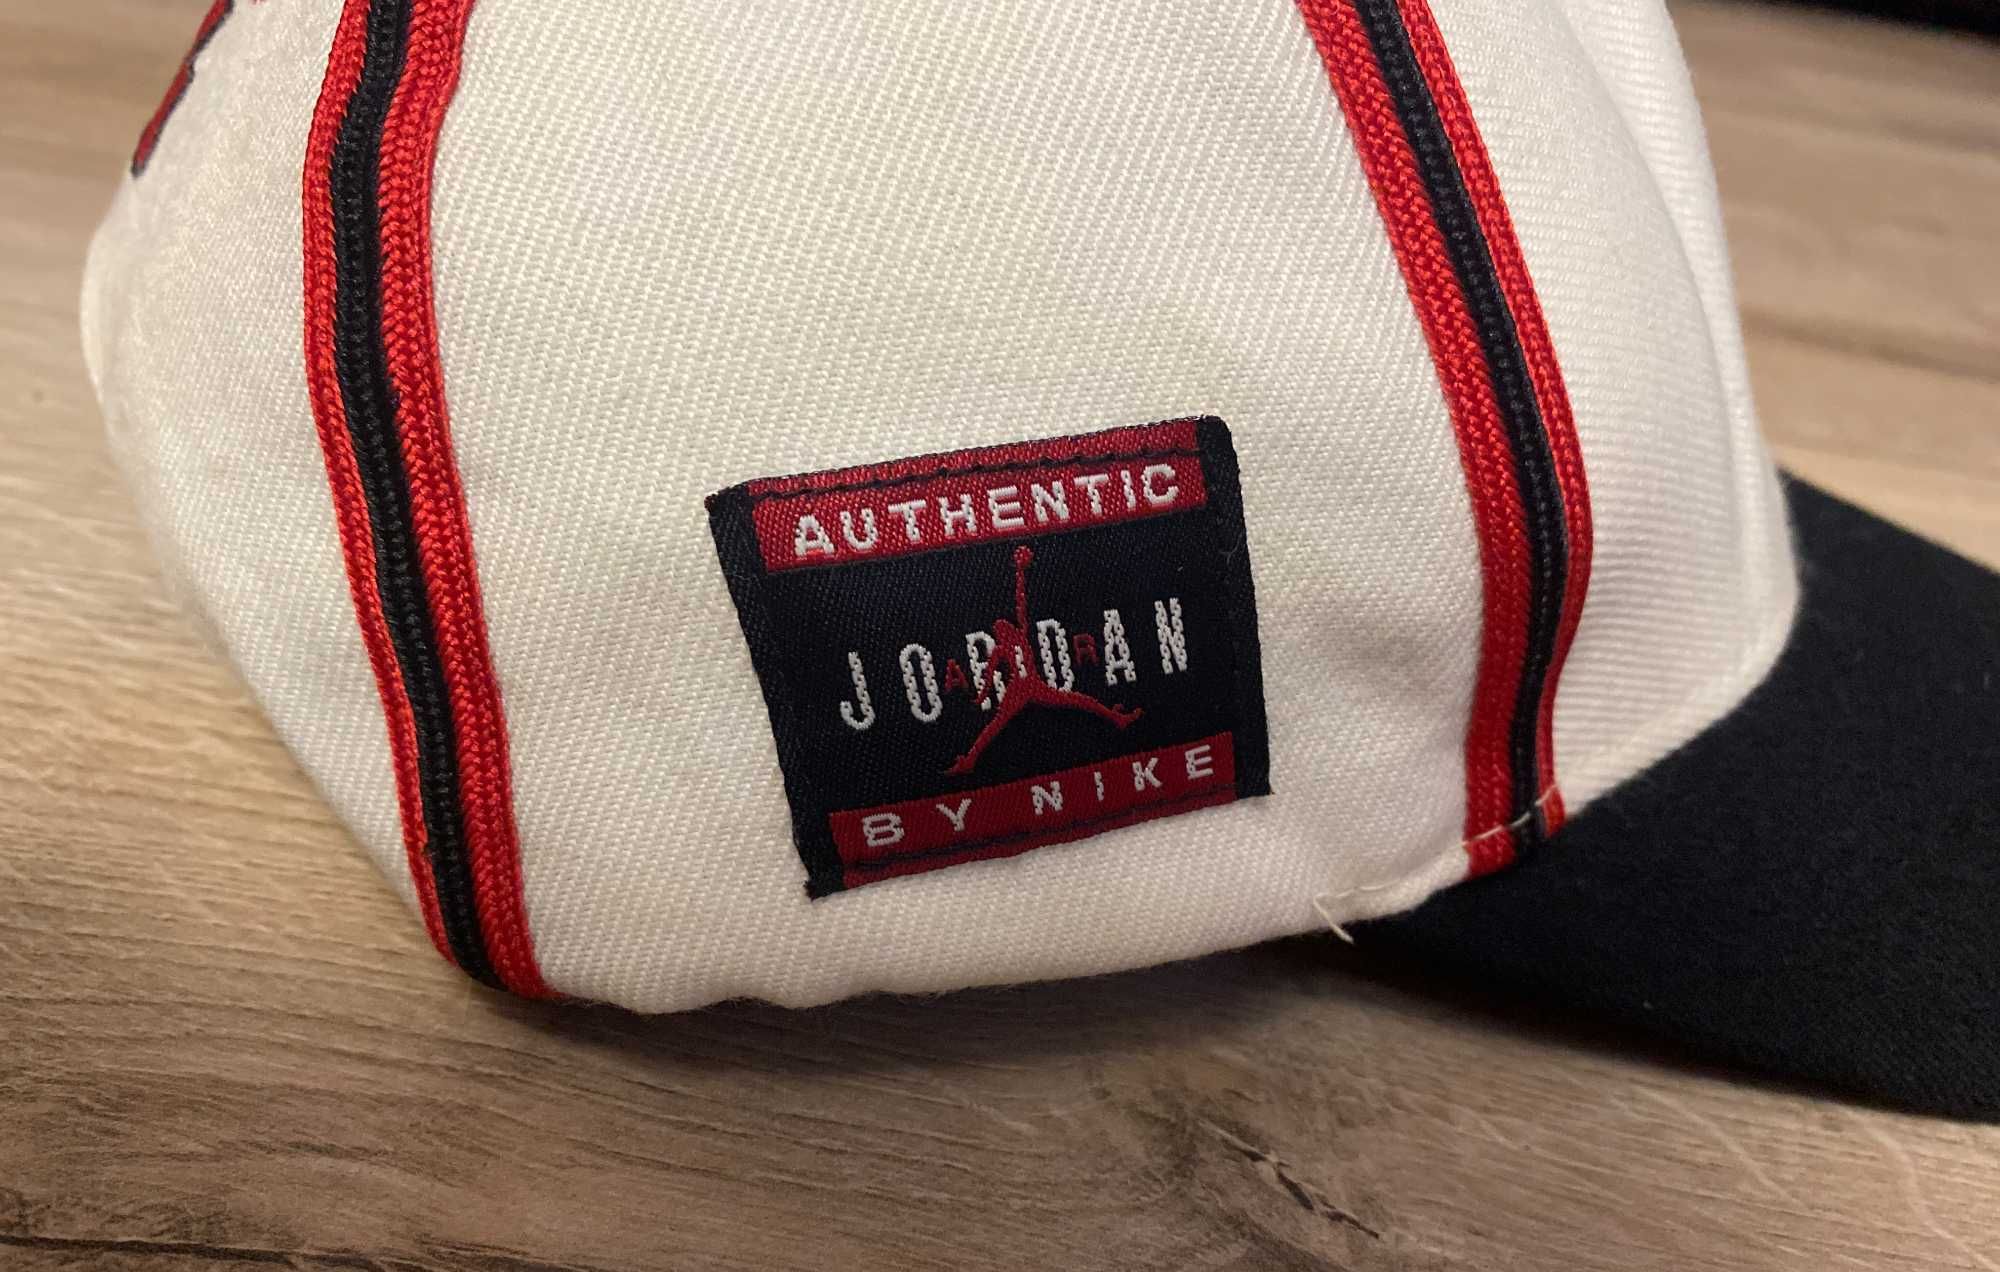 AUTHENTIC
JORDAN
AIR
BY NIKE